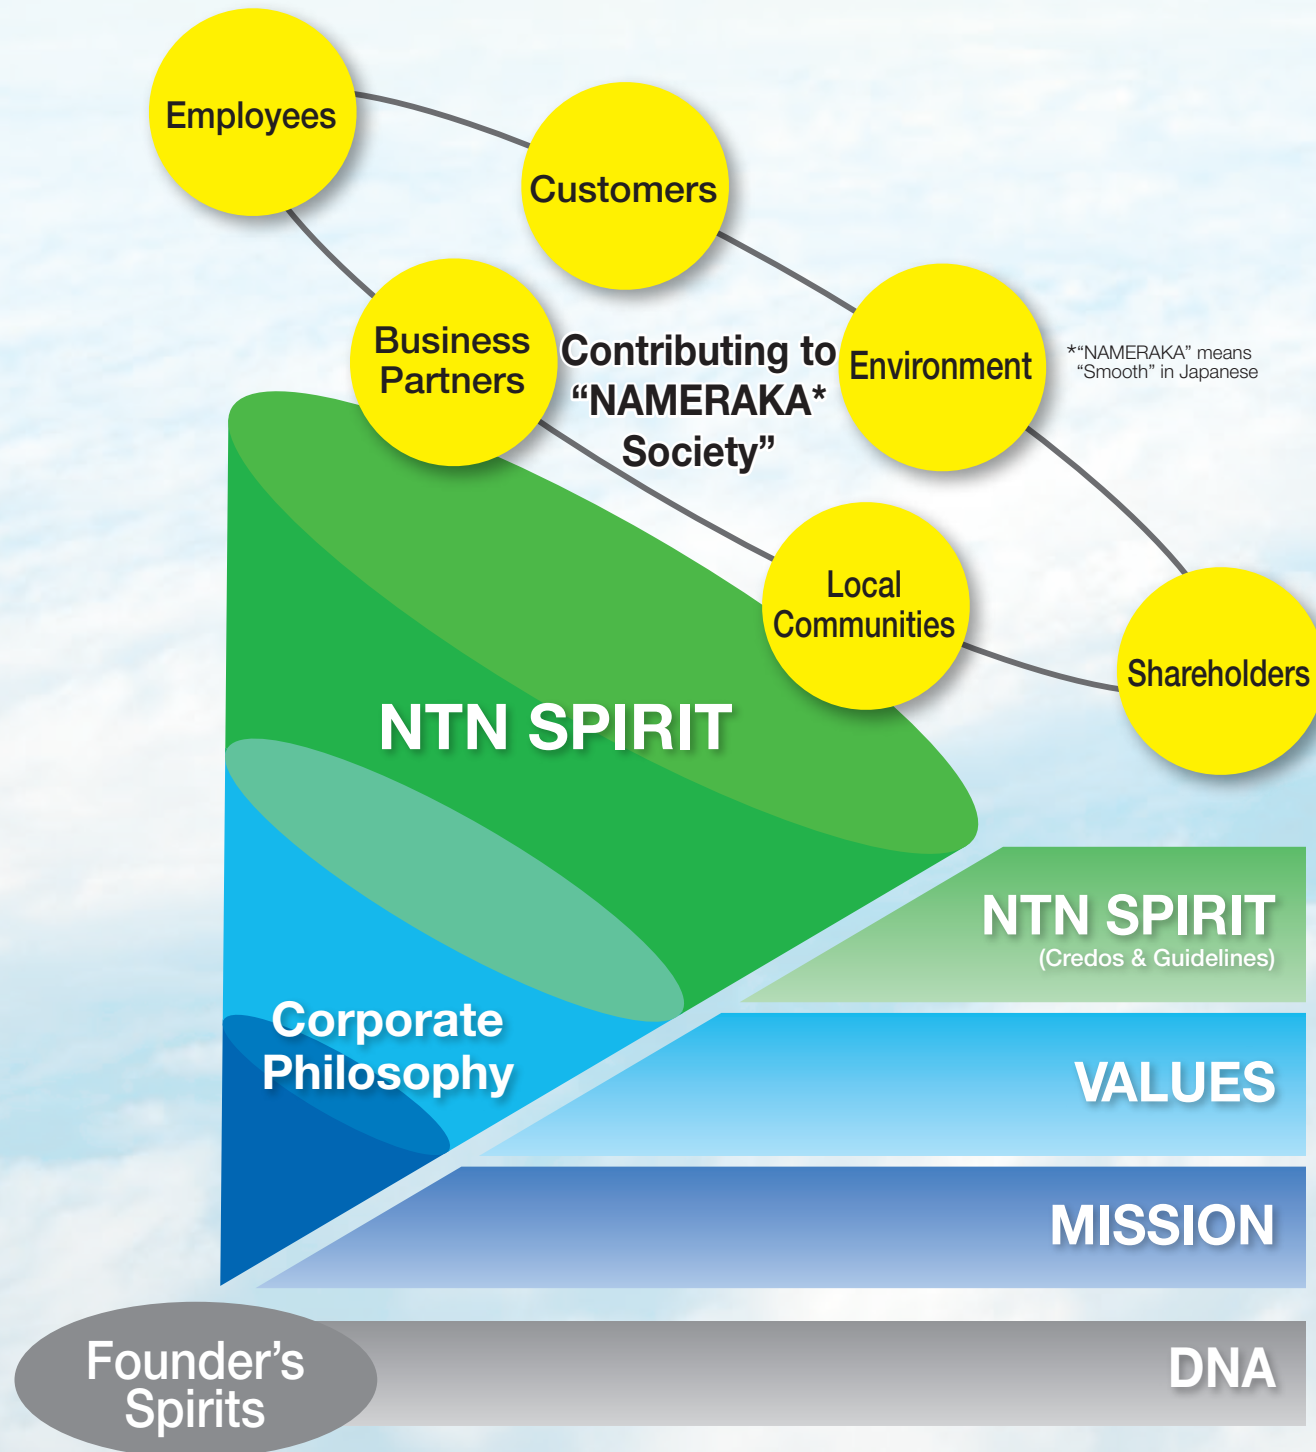 Employees
Customers
Business
Partners
Contributing to
“NAMERAKA*
Society”
Environment
*“NAMERAKA” means
“Smooth” in Japanese
Local
Communities
Shareholders
NTN SPIRIT
NTN SPIRIT
(Credos & Guidelines)
Corporate
Philosophy
VALUES
MISSION
Founder’s
Spirits
DNA